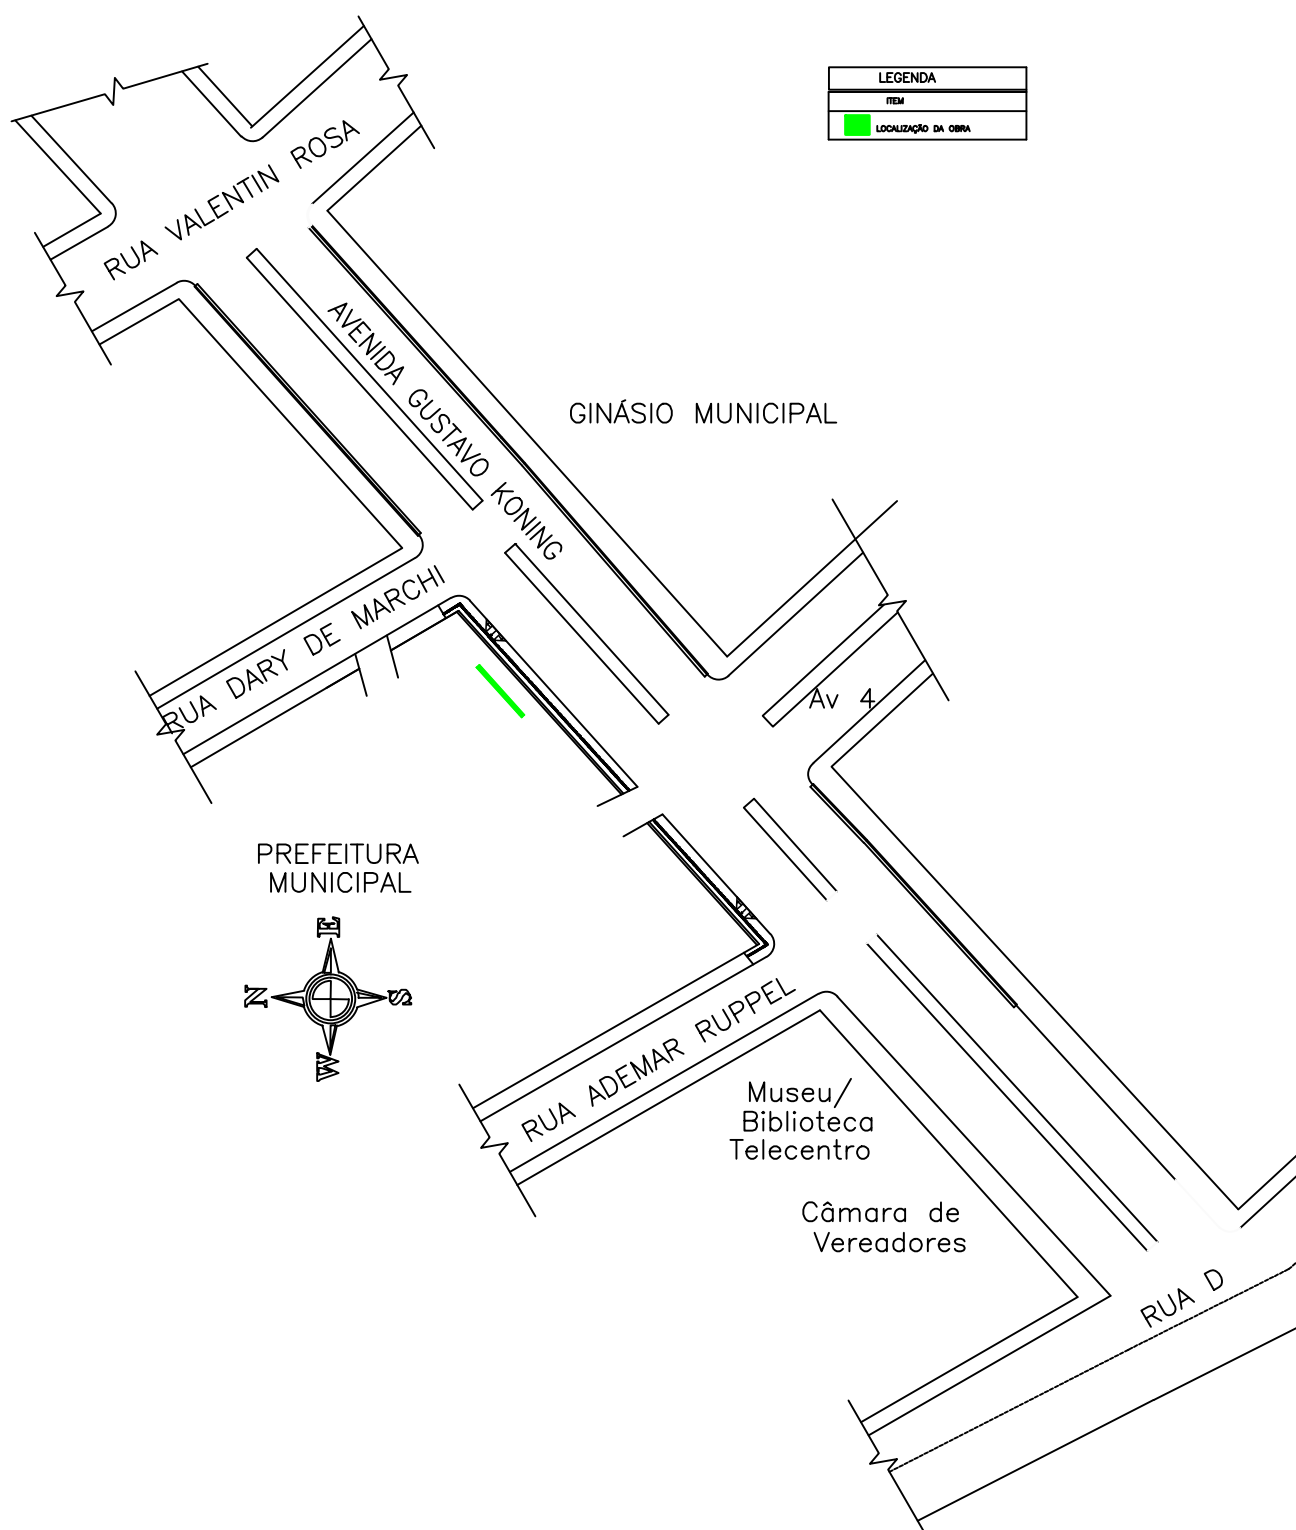 LEGENDA
ITEM
LOCALIZAÇÃO DA OBRA
RUA VALENTIN ROSA
AVENIDA GUSTAVO KONING
GINÁSIO MUNICIPAL
RUA DARY DE MARCHI
Av 4
PREFEITURA
MUNICIPAL
E
N
S
W
RUA ADEMAR RUPPEL
Museu/
Biblioteca
Telecentro
Câmara de
Vereadores
RUA D